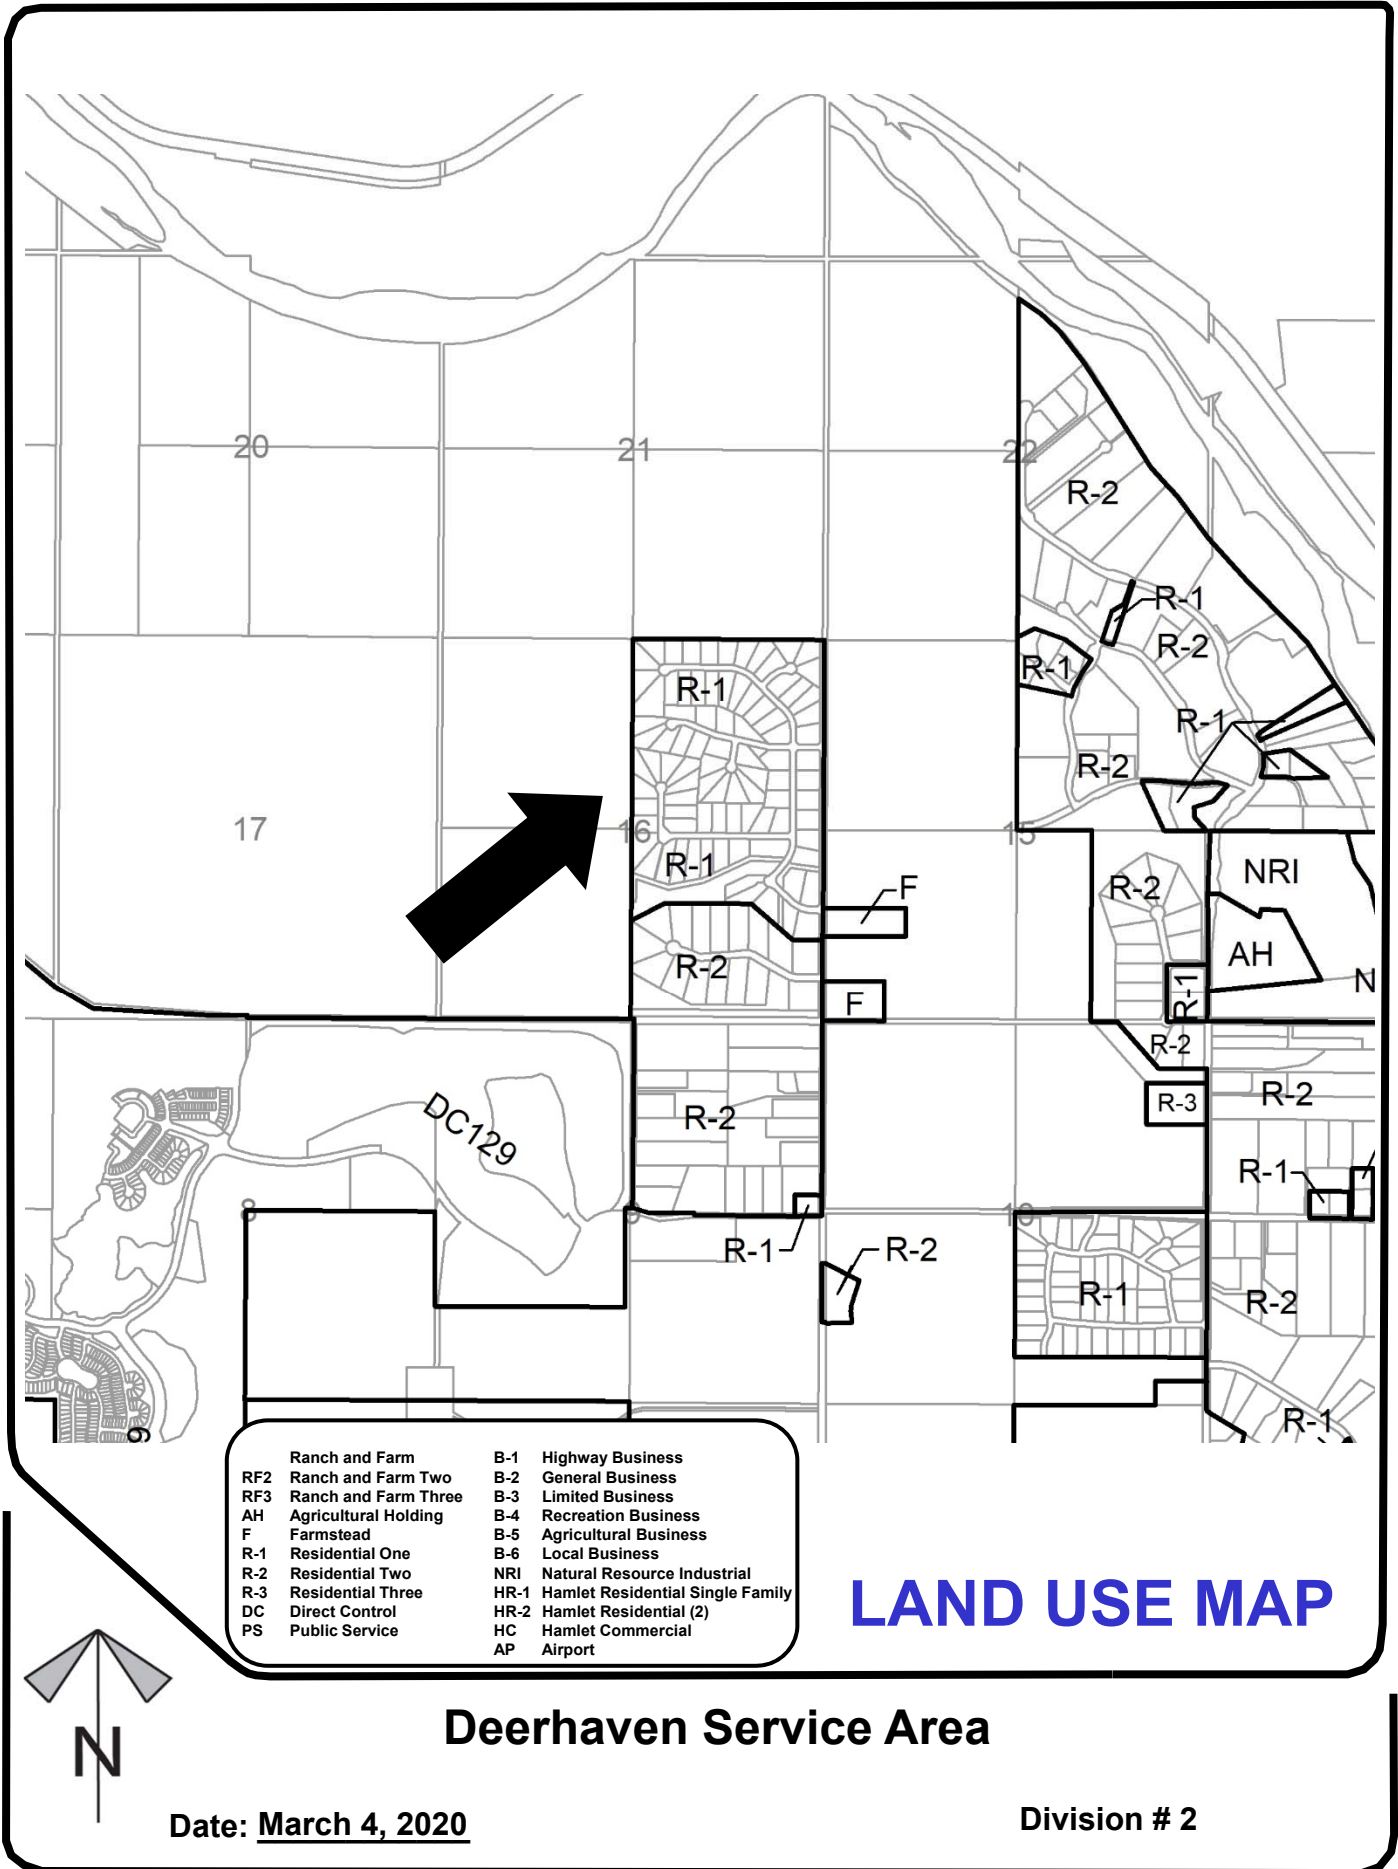 20
21
22
R-2
R-1
R-2
R-1
R-1
R-1
R-2
17
16
15
R-1
R-2
NRI
F
R-2
AH
N
F
R-1
R-2
R-2
R-3
DC129
R-2
R-1
8
9
10
R-1
R-2
R-1
R-2
R-1
6
Ranch and Farm
RF2 Ranch and Farm Two
RF3 Ranch and Farm Three
AH Agricultural Holding
F Farmstead
R-1 Residential One
R-2 Residential Two
R-3 Residential Three
DC Direct Control
PS Public Service
B-1 Highway Business
B-2 General Business
B-3 Limited Business
B-4 Recreation Business
B-5 Agricultural Business
B-6 Local Business
NRI Natural Resource Industrial
HR-1 Hamlet Residential Single Family
HR-2 Hamlet Residential (2)
HC Hamlet Commercial
AP Airport
LAND USE MAP
N
Deerhaven Service Area
Date: March 4, 2020
Division # 2